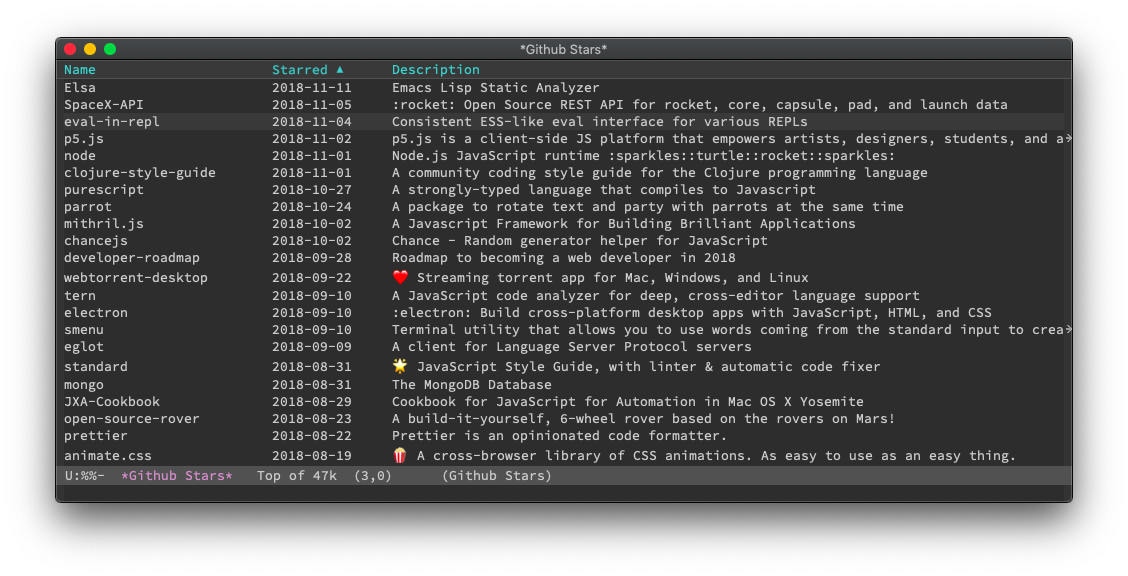 *Github Stars*
Name Starred ▲ Description
Elsa 2018-11-11 Emacs Lisp Static Analyzer
SpaceX-API 2018-11-05 :rocket: Open Source REST API for rocket, core, capsule, pad, and launch data
eval-in-repl 2018-11-04 Consistent ESS-like eval interface for various REPLs
p5.js 2018-11-02 p5.js is a client-side JS platform that empowers artists, designers, students, and a→
node 2018-11-01 Node.js JavaScript runtime :sparkles::turtle::rocket::sparkles:
clojure-style-guide 2018-11-01 A community coding style guide for the Clojure programming language
purescript 2018-10-27 A strongly-typed language that compiles to Javascript
parrot 2018-10-24 A package to rotate text and party with parrots at the same time
mithril.js 2018-10-02 A Javascript Framework for Building Brilliant Applications
chancejs 2018-10-02 Chance - Random generator helper for JavaScript
developer-roadmap 2018-09-28 Roadmap to becoming a web developer in 2018
webtorrent-desktop 2018-09-22 ❤️ Streaming torrent app for Mac, Windows, and Linux
tern 2018-09-10 A JavaScript code analyzer for deep, cross-editor language support
electron 2018-09-10 :electron: Build cross-platform desktop apps with JavaScript, HTML, and CSS
smenu 2018-09-10 Terminal utility that allows you to use words coming from the standard input to crea→
eglot 2018-09-09 A client for Language Server Protocol servers
standard 2018-08-31 🌟 JavaScript Style Guide, with linter & automatic code fixer
mongo 2018-08-31 The MongoDB Database
JXA-Cookbook 2018-08-29 Cookbook for JavaScript for Automation in Mac OS X Yosemite
open-source-rover 2018-08-23 A build-it-yourself, 6-wheel rover based on the rovers on Mars!
prettier 2018-08-22 Prettier is an opinionated code formatter.
animate.css 2018-08-19 🍿 A cross-browser library of CSS animations. As easy to use as an easy thing.
U:%%- *Github Stars* Top of 47k (3,0) (Github Stars)